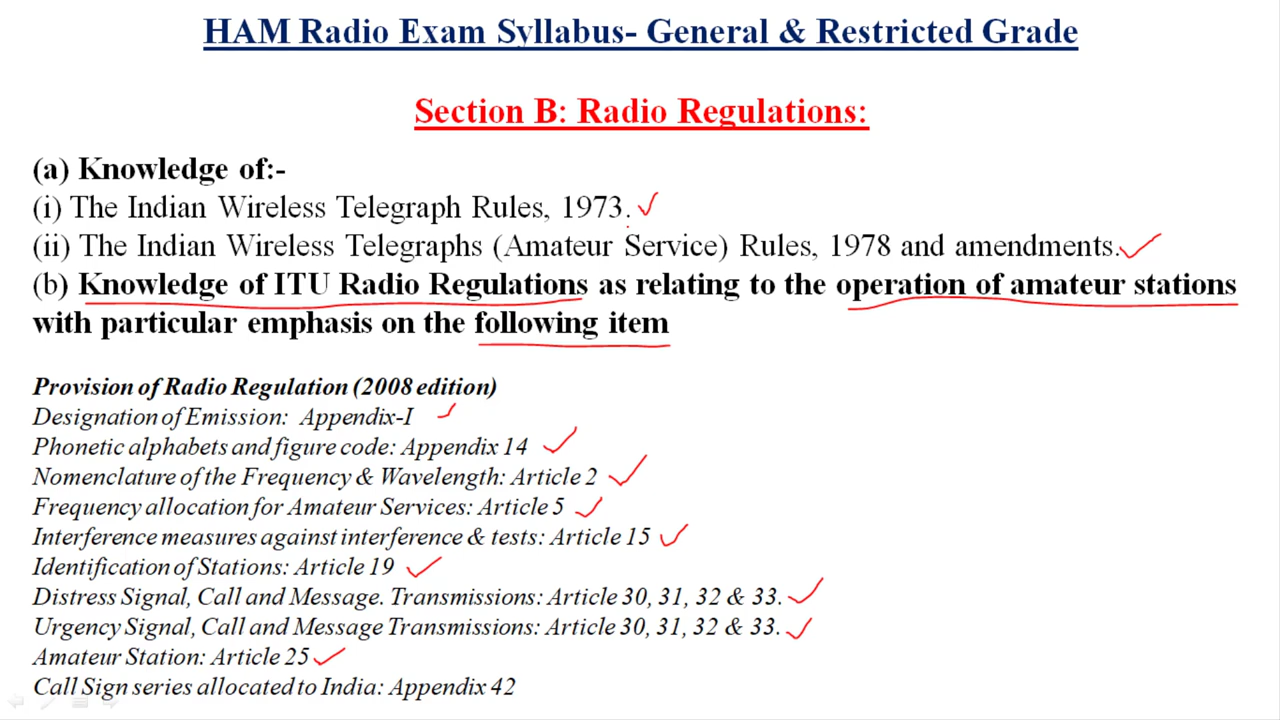 HAM Radio Exam Syllabus- General & Restricted Grade
Section B: Radio Regulations:
(a) Knowledge of:-
(i) The Indian Wireless Telegraph Rules, 1973.
(ii) The Indian Wireless Telegraphs (Amateur Service) Rules, 1978 and amendments.
(b) Knowledge of ITU Radio Regulations as relating to the operation of amateur stations
with particular emphasis on the following item
Provision of Radio Regulation (2008 edition)
Designation of Emission: Appendix-I
Phonetic alphabets and figure code: Appendix 14
Nomenclature of the Frequency & Wavelength: Article 2
Frequency allocation for Amateur Services: Article 5
Interference measures against interference & tests: Article 15
Identification of Stations: Article 19
Distress Signal, Call and Message. Transmissions: Article 30, 31, 32 & 33.
Urgency Signal, Call and Message Transmissions: Article 30, 31, 32 & 33.
Amateur Station: Article 25
Call Sign series allocated to India: Appendix 42